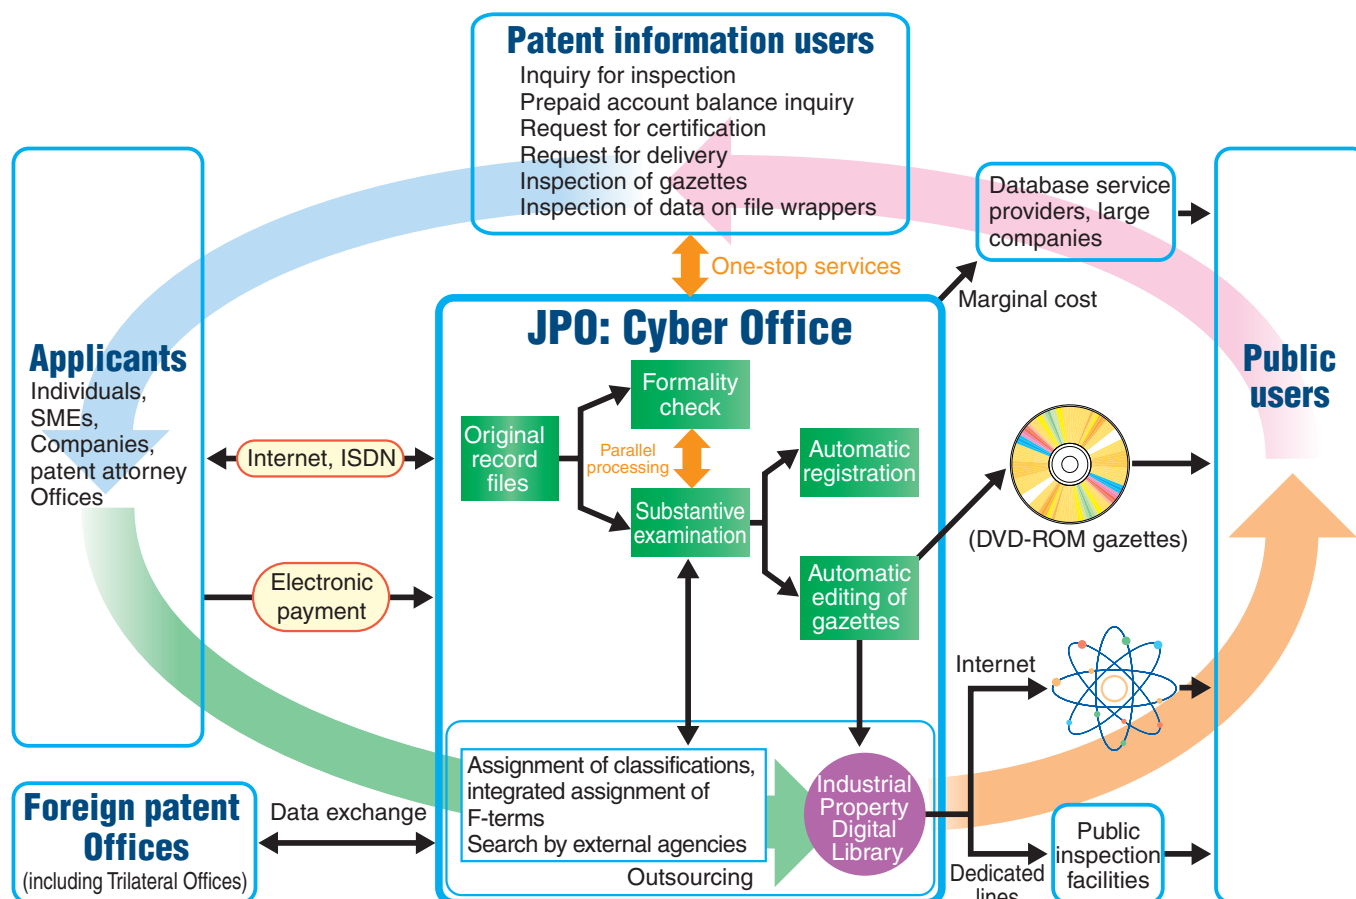 Patent information users
Inquiry for inspection
Prepaid account balance inquiry
Request for certification
Request for delivery
Inspection of gazettes
Inspection of data on file wrappers
One-stop services
Database service
providers, large
companies
Marginal cost
Applicants
Individuals,
SMEs,
Companies,
patent attorney
Offices
Internet, ISDN
Electronic
payment
JPO: Cyber Office
Original
record
files
Formality
check
Parallel
processing
Substantive
examination
Automatic
registration
Automatic
editing of
gazettes
(DVD-ROM gazettes)
Public
users
Internet
Assignment of classifications,
integrated assignment of
F-terms
Search by external agencies
Outsourcing
Industrial
Property
Digital
Library
Dedicated
lines
Public
inspection
facilities
Foreign patent
Offices
(including Trilateral Offices)
Data exchange